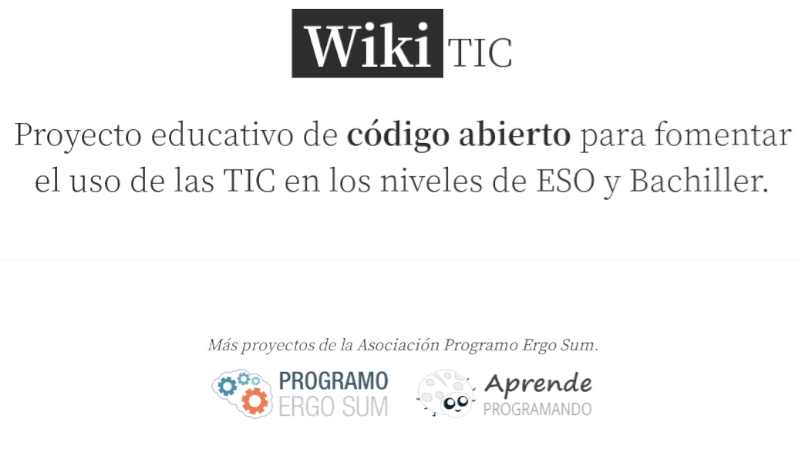 Wiki TIC
Proyecto educativo de código abierto para fomentar
el uso de las TIC en los niveles de ESO y Bachiller.
Más proyectos de la Asociación Programo Ergo Sum.
PROGRAMO
ERGO SUM
Aprende
PROGRAMANDO